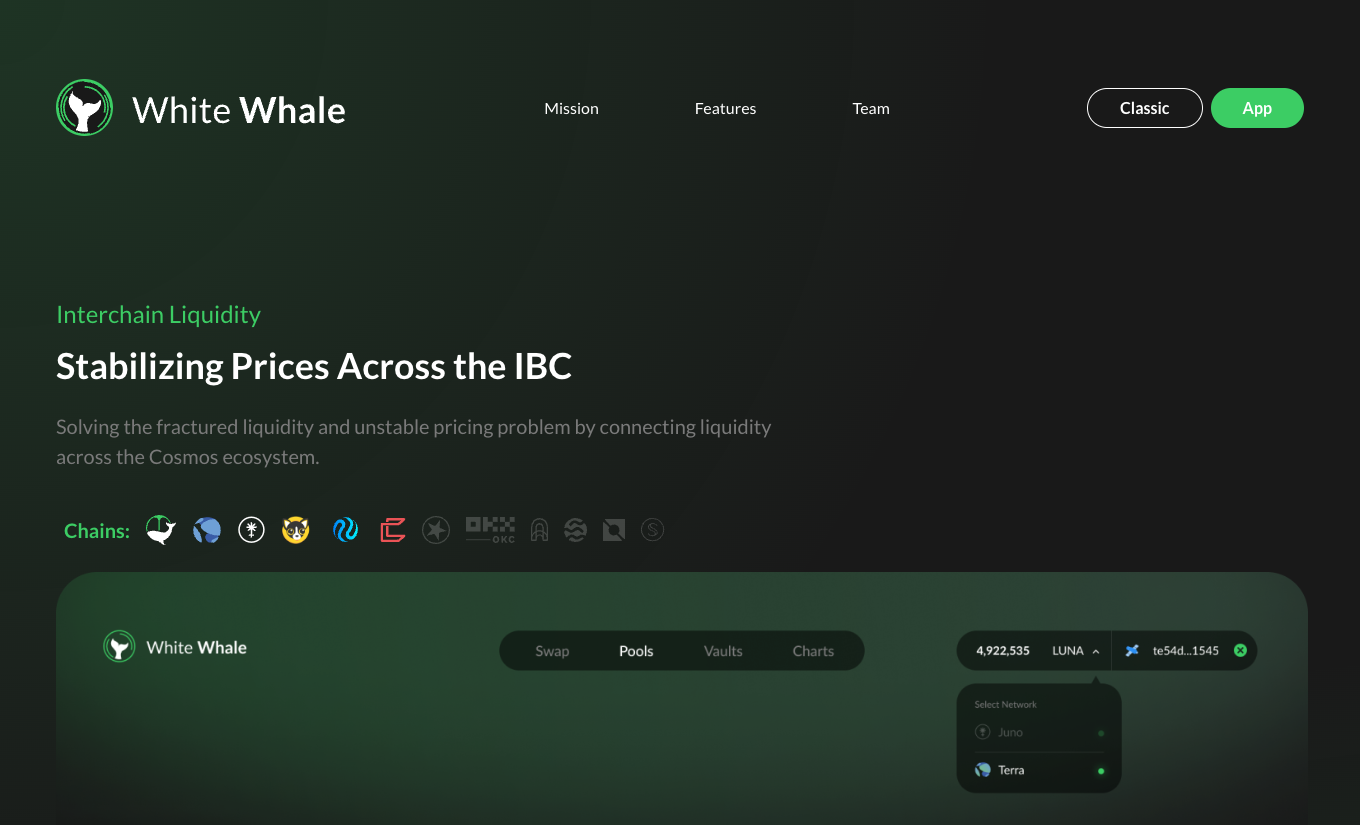 White Whale
Mission
Features
Team
Classic
App
Interchain Liquidity
Stabilizing Prices Across the IBC
Solving the fractured liquidity and unstable pricing problem by connecting liquidity
across the Cosmos ecosystem.
Chains:
OKC
White Whale
Swap
Pools
Vaults
Charts
4,922,535
LUNA
te54d...1545
Select Network
Juno
Terra